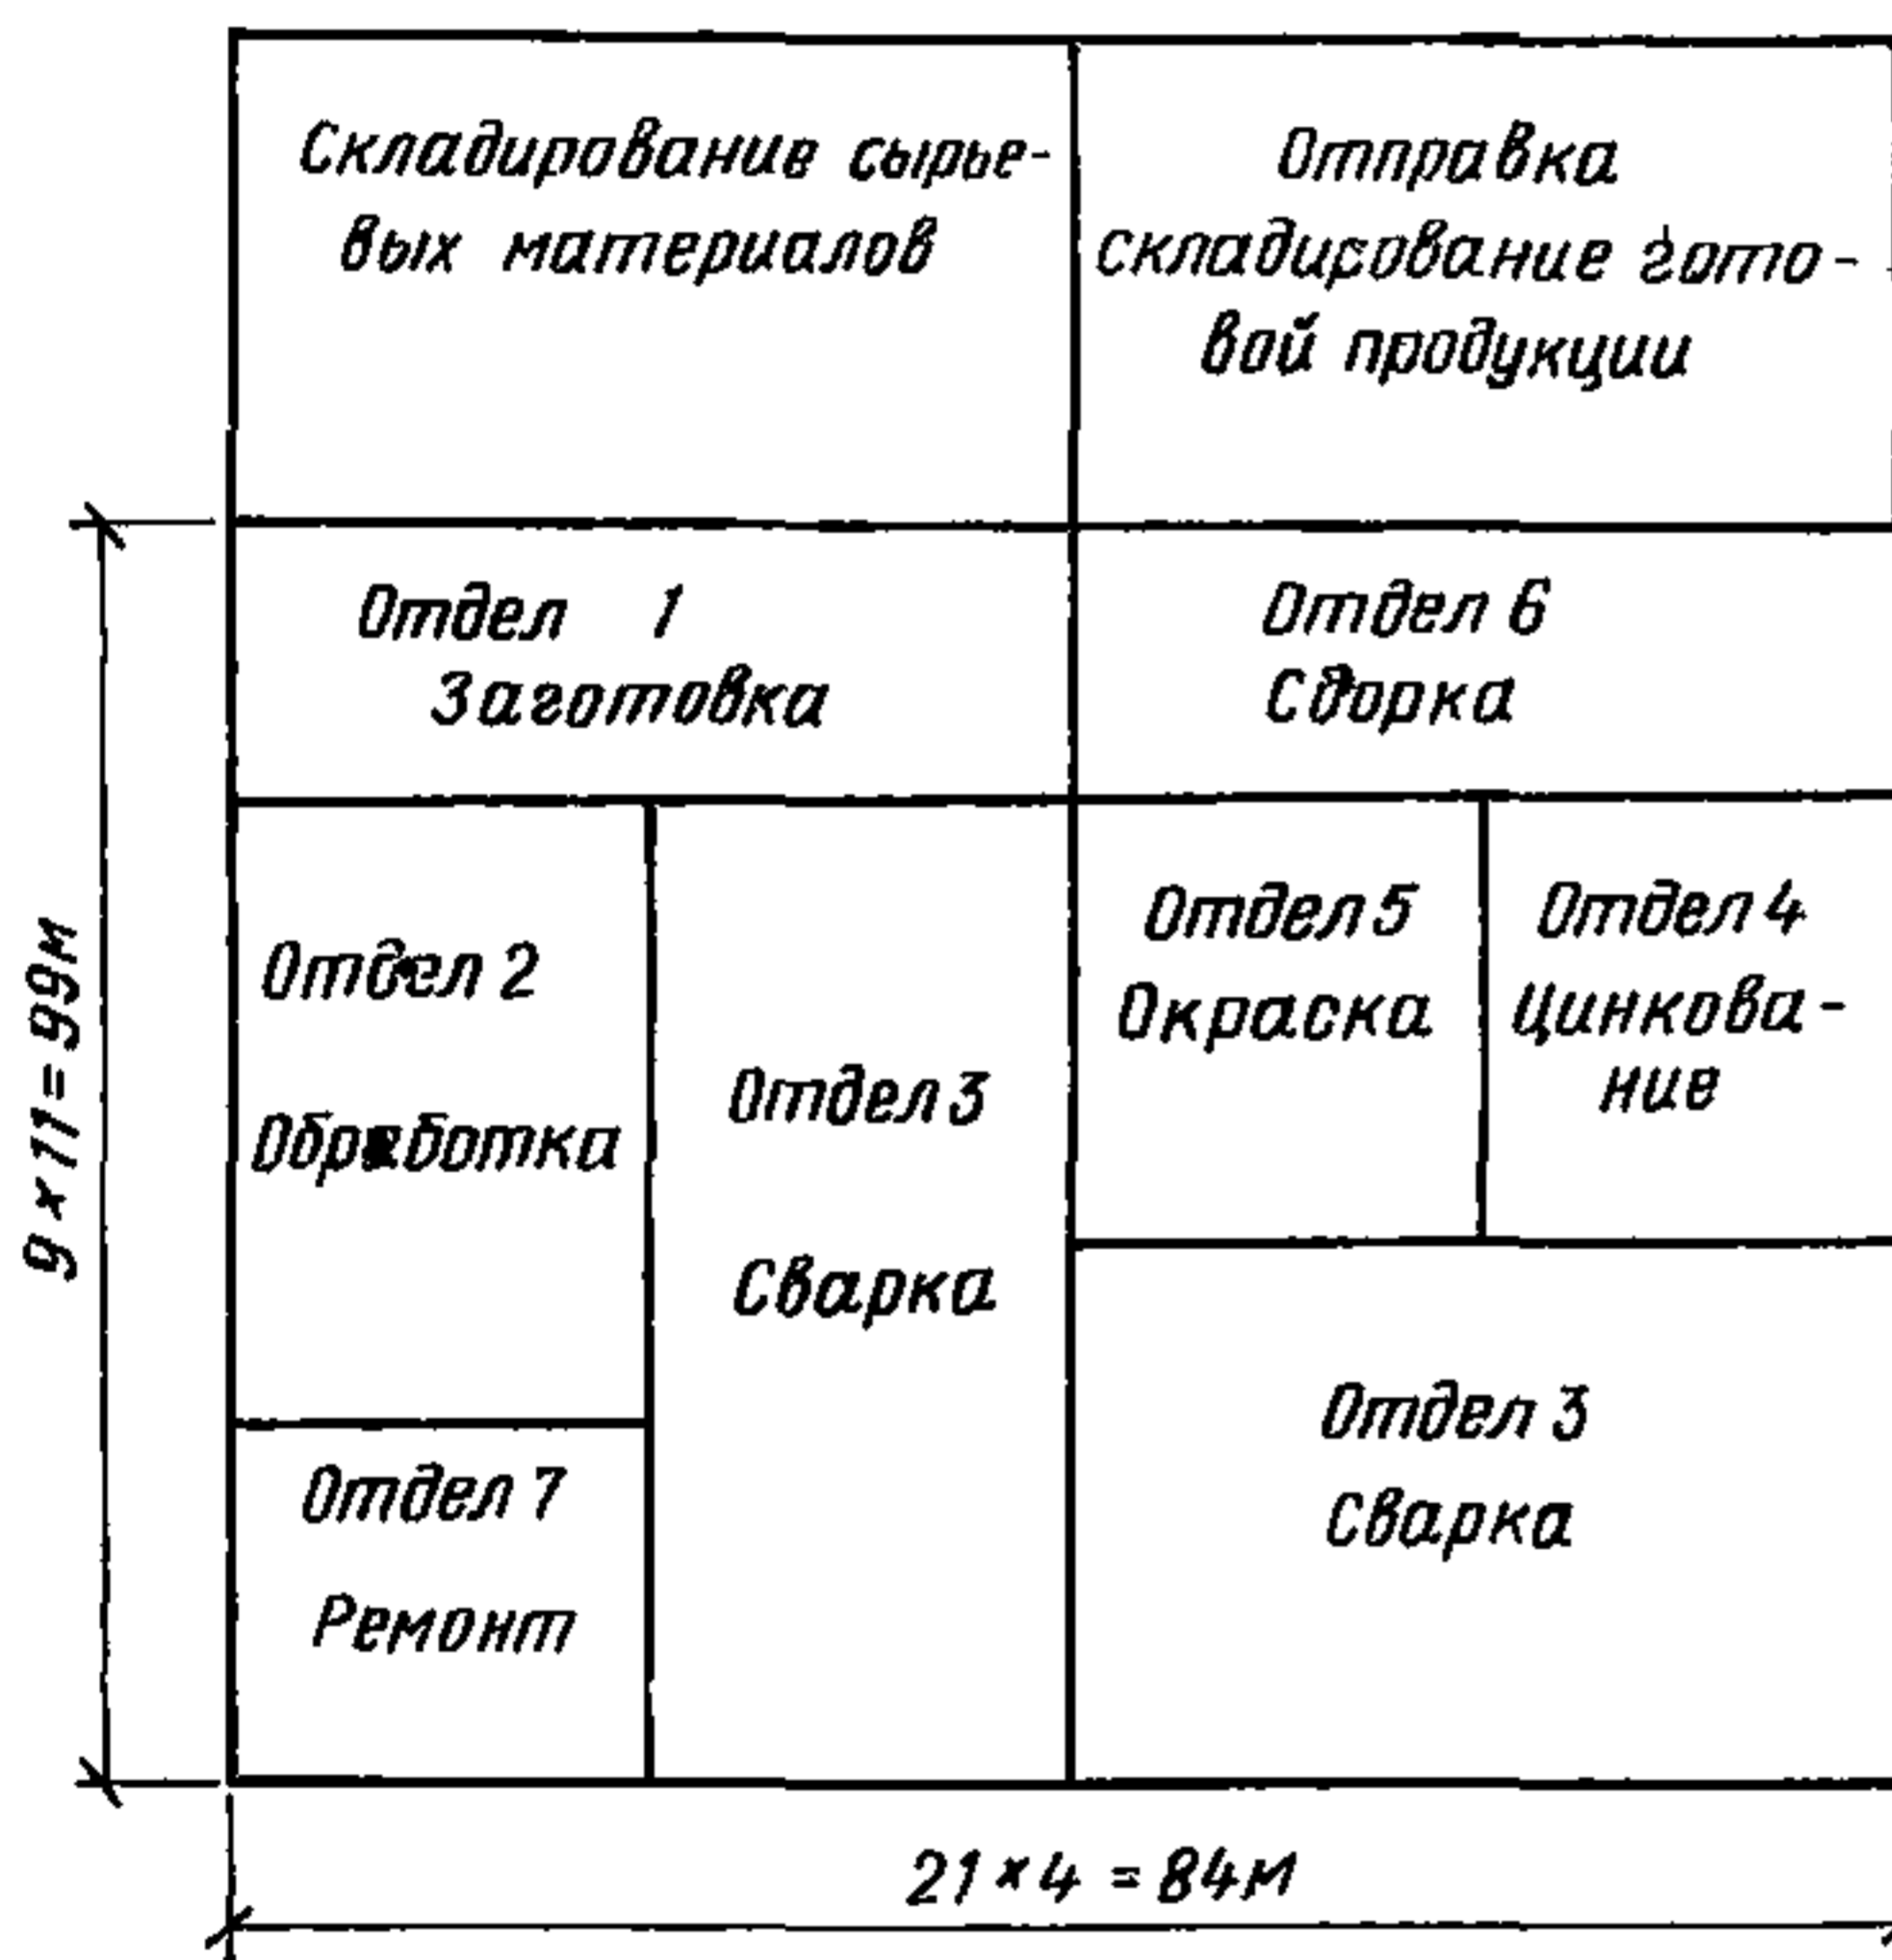 Складирование сырье-
вых материалов
Отправка
складирование гото-
вой продукции
Отдел 1
Заготовка
Отдел 6
Сборка
Отдел 2
Обработка
Отдел 3
Сварка
Отдел 5
Окраска
Отдел 4
Цинкова-
ние
Отдел 7
Ремонт
Отдел 3
Сварка
9×11=99м
21×4=84м